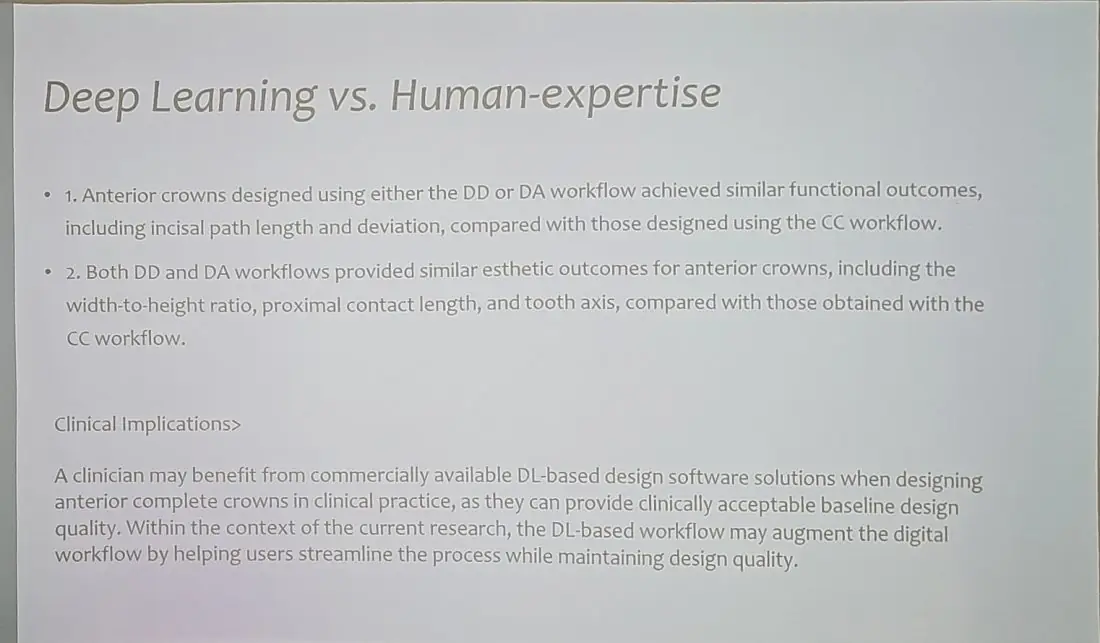 Deep Learning vs. Human-expertise
• 1. Anterior crowns designed using either the DD or DA workflow achieved similar functional outcomes,
including incisal path length and deviation, compared with those designed using the CC workflow.
• 2. Both DD and DA workflows provided similar esthetic outcomes for anterior crowns, including the
width-to-height ratio, proximal contact length, and tooth axis, compared with those obtained with the
CC workflow.
Clinical Implications>
A clinician may benefit from commercially available DL-based design software solutions when designing
anterior complete crowns in clinical practice, as they can provide clinically acceptable baseline design
quality. Within the context of the current research, the DL-based workflow may augment the digital
workflow by helping users streamline the process while maintaining design quality.